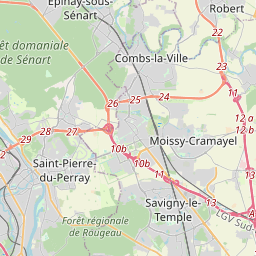 Épinay-sous-
Sénart
Robert
Forêt domaniale
de Sénart
Combs-la-Ville
26
25
24
11
12 a
12
13
29
28
27
2
10b
10b
Moissy-Cramayel
Saint-Pierre-
du-Perray
11
13
Savigny-le-
Temple
LGV Sud
Forêt régionale
de Rougeau